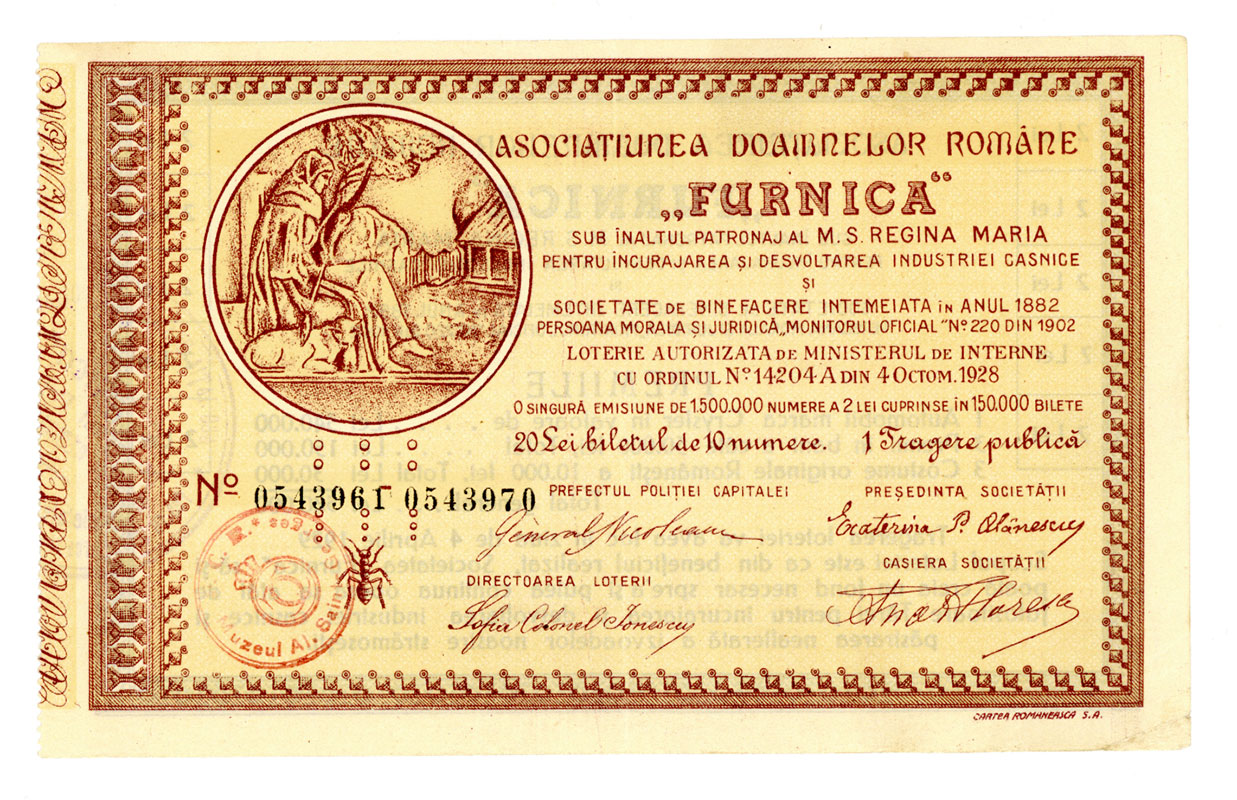 ASOCIAȚIUNEA DOAMNELOR ROMÂNE
„FURNICA“
SUB ÎNALTUL PATRONAJ AL M. S. REGINA MARIA
PENTRU ÎNCURAJAREA ȘI DESVOLTAREA INDUSTRIEI CASNICE
ȘI
SOCIETATE DE BINEFACERE INTEMEIATA ÎN ANUL 1882
PERSOANA MORALA ȘI JURIDICĂ „MONITORUL OFICIAL“ Nº 220 DIN 1902
LOTERIE AUTORIZATA DE MINISTERUL DE INTERNE
CU ORDINUL Nº 14204-A DIN 4 OCTOM. 1928
O SINGURĂ EMISIUNE DE 1.500.000 NUMERE A 2 LEI CUPRINSE ÎN 150.000 BILETE
20 Lei biletul de 10 numere. 1 Tragere publică
Nº 0543961 0543970
PREFECTUL POLIȚIEI CAPITALEI
General Nicoleanu
PREȘEDINTA SOCIETĂȚII
Ecaterina P. Olănescu
DIRECTOAREA LOTERII
Sofia Colonel Ionescu
CASIERA SOCIETĂȚII
CARTEA ROMÂNEASCĂ S.A.